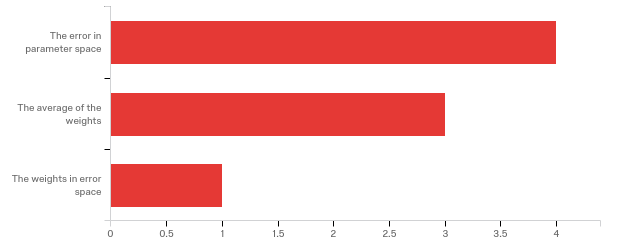 The error in
parameter space
The average of the
weights
The weights in error
space
0 0.5 1 1.5 2 2.5 3 3.5 4